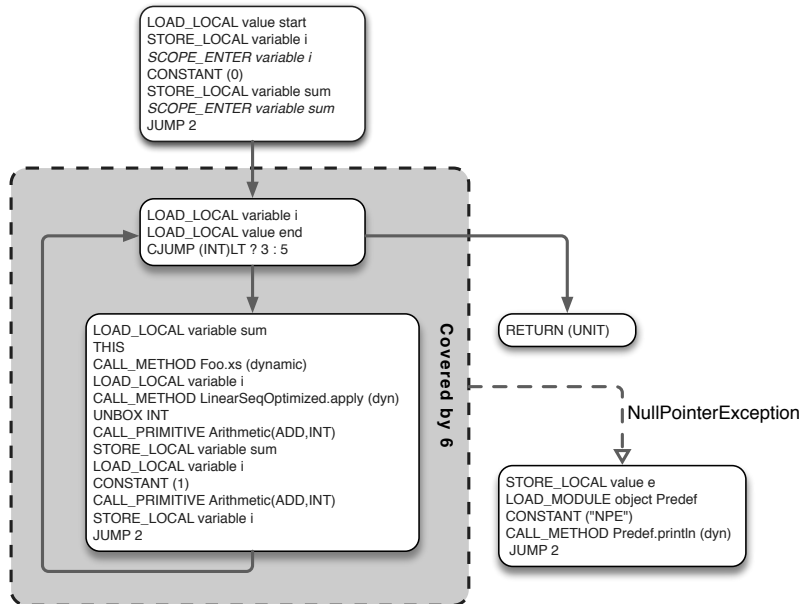 LOAD_LOCAL value start
STORE_LOCAL variable i
SCOPE_ENTER variable i
CONSTANT (0)
STORE_LOCAL variable sum
SCOPE_ENTER variable sum
JUMP 2
LOAD_LOCAL variable i
LOAD_LOCAL value end
CJUMP (INT)LT ? 3 : 5
LOAD_LOCAL variable sum
THIS
CALL_METHOD Foo.xs (dynamic)
LOAD_LOCAL variable i
CALL_METHOD LinearSeqOptimized.apply (dyn)
UNBOX INT
CALL_PRIMITIVE Arithmetic(ADD,INT)
STORE_LOCAL variable sum
LOAD_LOCAL variable i
CONSTANT (1)
CALL_PRIMITIVE Arithmetic(ADD,INT)
STORE_LOCAL variable i
JUMP 2
Covered by 6
RETURN (UNIT)
NullPointerException
STORE_LOCAL value e
LOAD_MODULE object Predef
CONSTANT ("NPE")
CALL_METHOD Predef.println (dyn)
JUMP 2